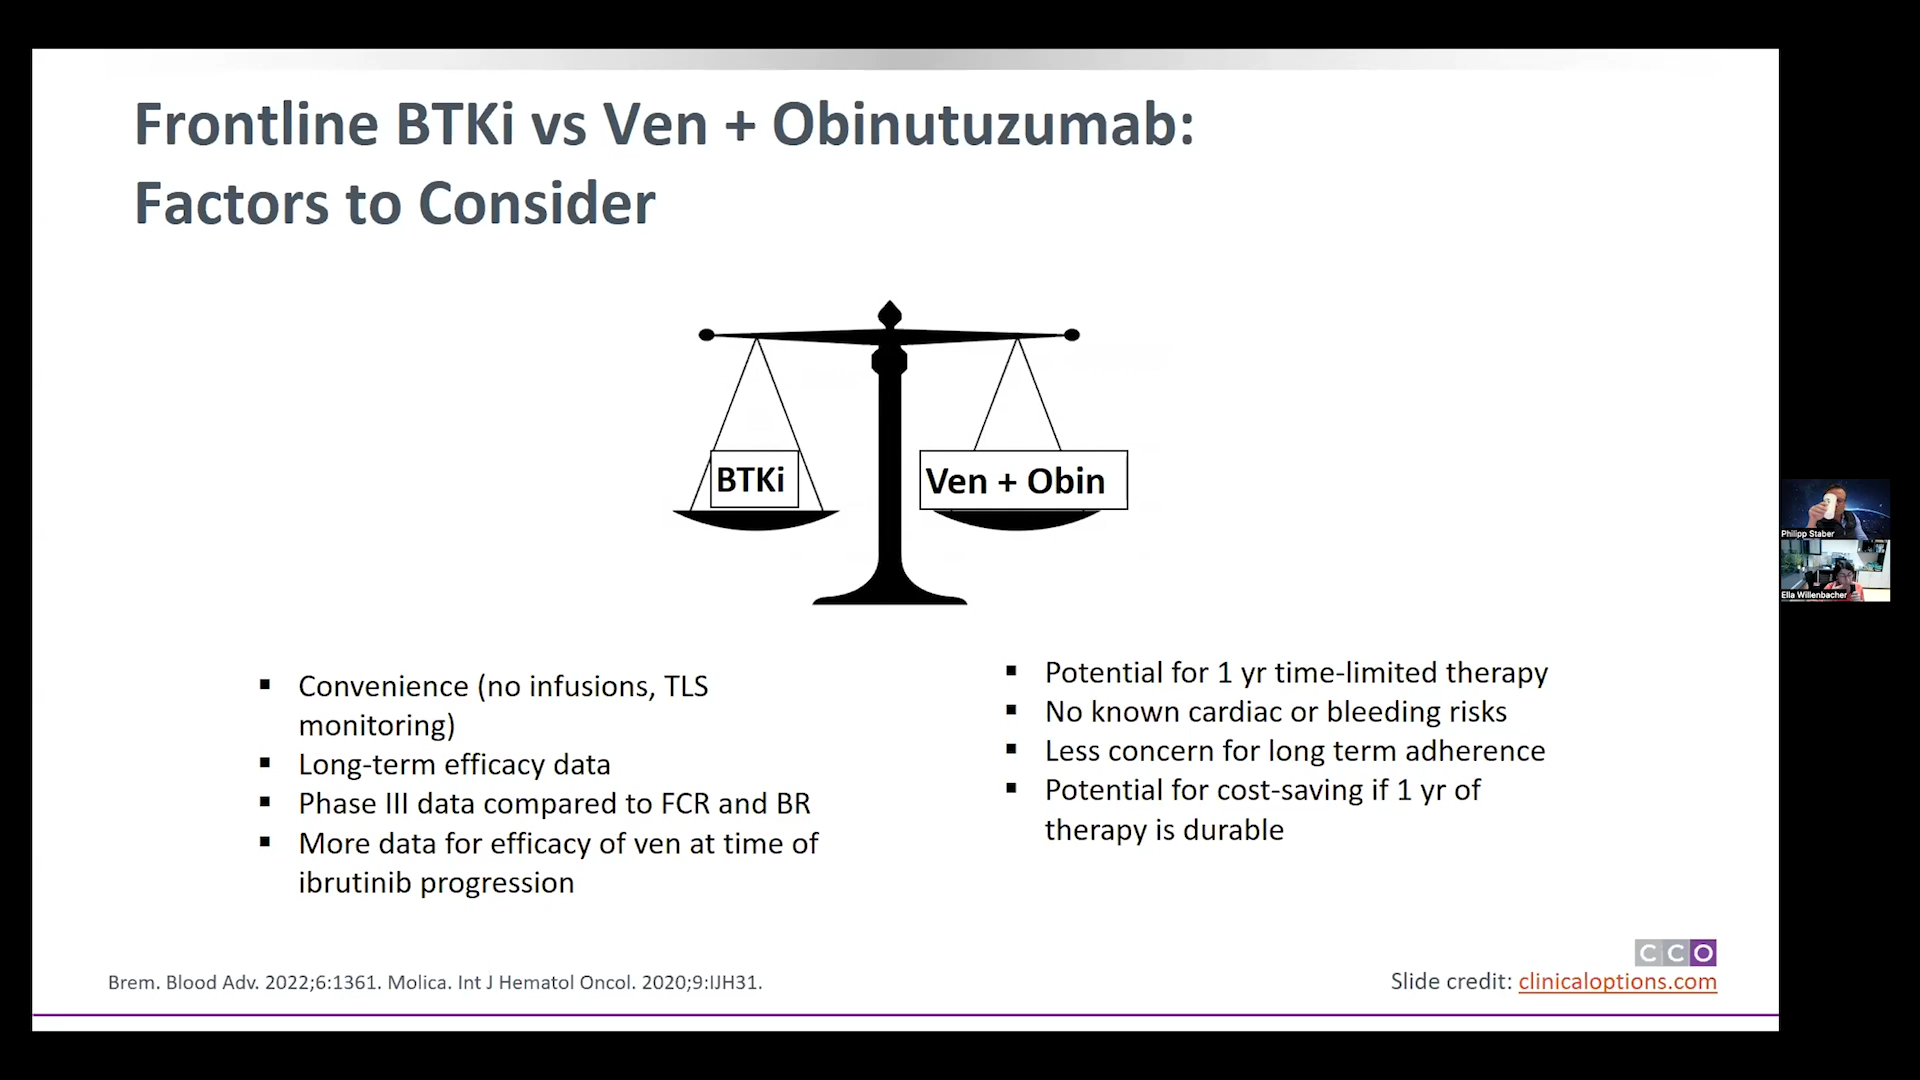 Frontline BTKi vs Ven + Obinutuzumab:
Factors to Consider
BTKi
Ven + Obin
▪ Convenience (no infusions, TLS
monitoring)
▪ Long-term efficacy data
▪ Phase III data compared to FCR and BR
▪ More data for efficacy of ven at time of
ibrutinib progression
▪ Potential for 1 yr time-limited therapy
▪ No known cardiac or bleeding risks
▪ Less concern for long term adherence
▪ Potential for cost-saving if 1 yr of
therapy is durable
Philipp Staber
Ella Willenbacher
CCO
Brem. Blood Adv. 2022;6:1361. Molica. Int J Hematol Oncol. 2020;9:IJH31.
Slide credit: clinicaloptions.com